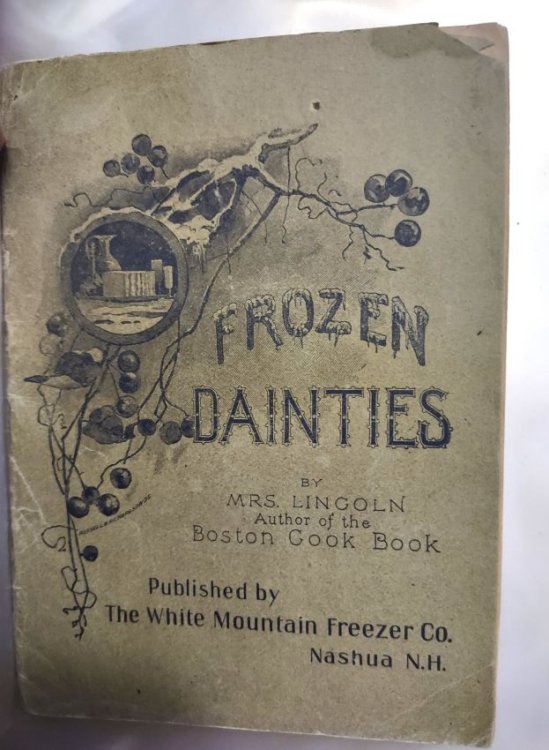 FROZEN
DAINTIES
BY
MRS. LINCOLN
Author of the
Boston Cook Book
Published by
The White Mountain Freezer Co.
Nashua N.H.